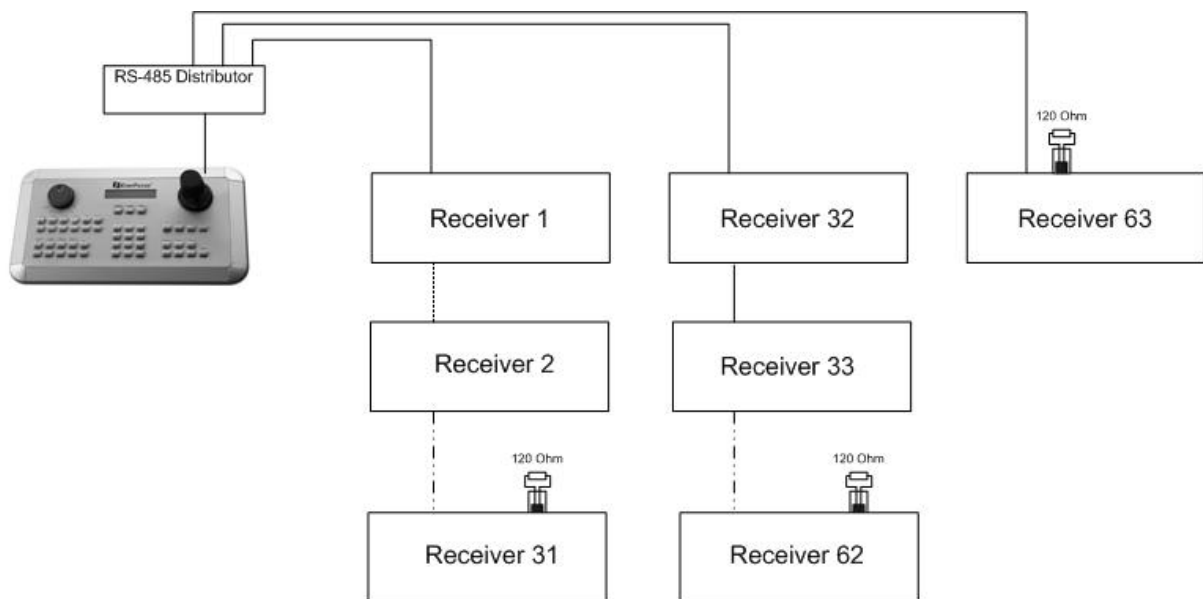 RS-485 Distributor
120 Ohm
EverFocus
Receiver 1
Receiver 32
Receiver 63
Receiver 2
Receiver 33
120 Ohm
120 Ohm
Receiver 31
Receiver 62